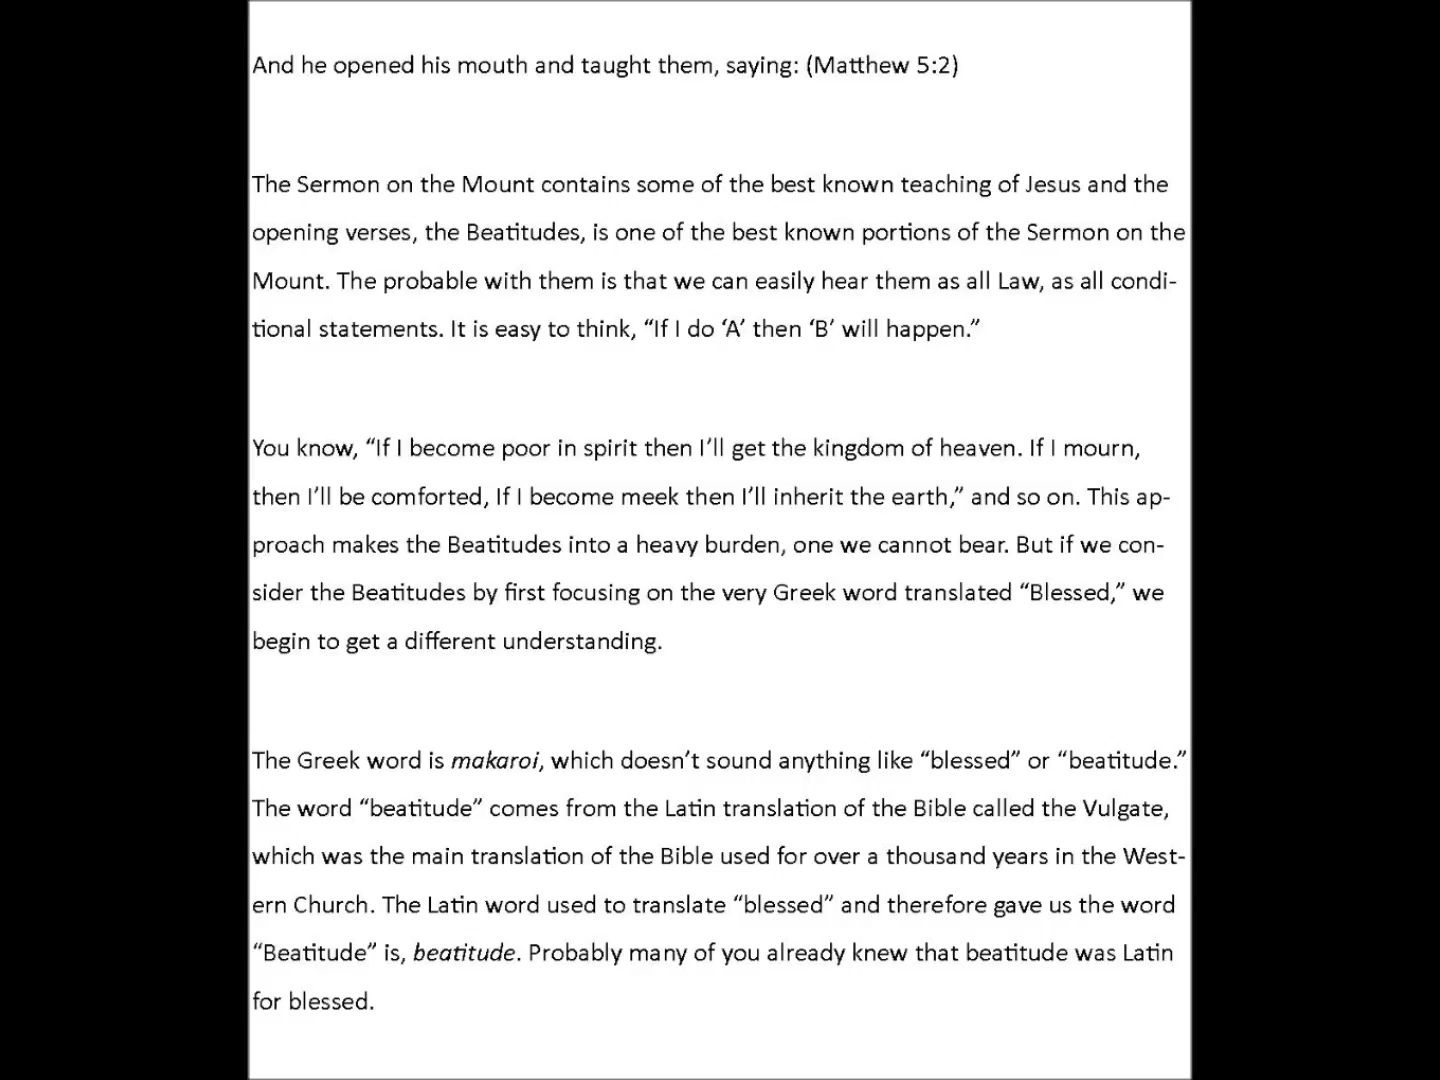 And he opened his mouth and taught them, saying: (Matthew 5:2)
The Sermon on the Mount contains some of the best known teaching of Jesus and the
opening verses, the Beatitudes, is one of the best known portions of the Sermon on the
Mount. The probable with them is that we can easily hear them as all Law, as all condi-
tional statements. It is easy to think, “If I do ‘A’ then ‘B’ will happen.”
You know, “If I become poor in spirit then I’ll get the kingdom of heaven. If I mourn,
then I’ll be comforted, If I become meek then I’ll inherit the earth,” and so on. This ap-
proach makes the Beatitudes into a heavy burden, one we cannot bear. But if we con-
sider the Beatitudes by first focusing on the very Greek word translated “Blessed,” we
begin to get a different understanding.
The Greek word is makaroi, which doesn’t sound anything like “blessed” or “beatitude.”
The word “beatitude” comes from the Latin translation of the Bible called the Vulgate,
which was the main translation of the Bible used for over a thousand years in the West-
ern Church. The Latin word used to translate “blessed” and therefore gave us the word
“Beatitude” is, beatitude. Probably many of you already knew that beatitude was Latin
for blessed.